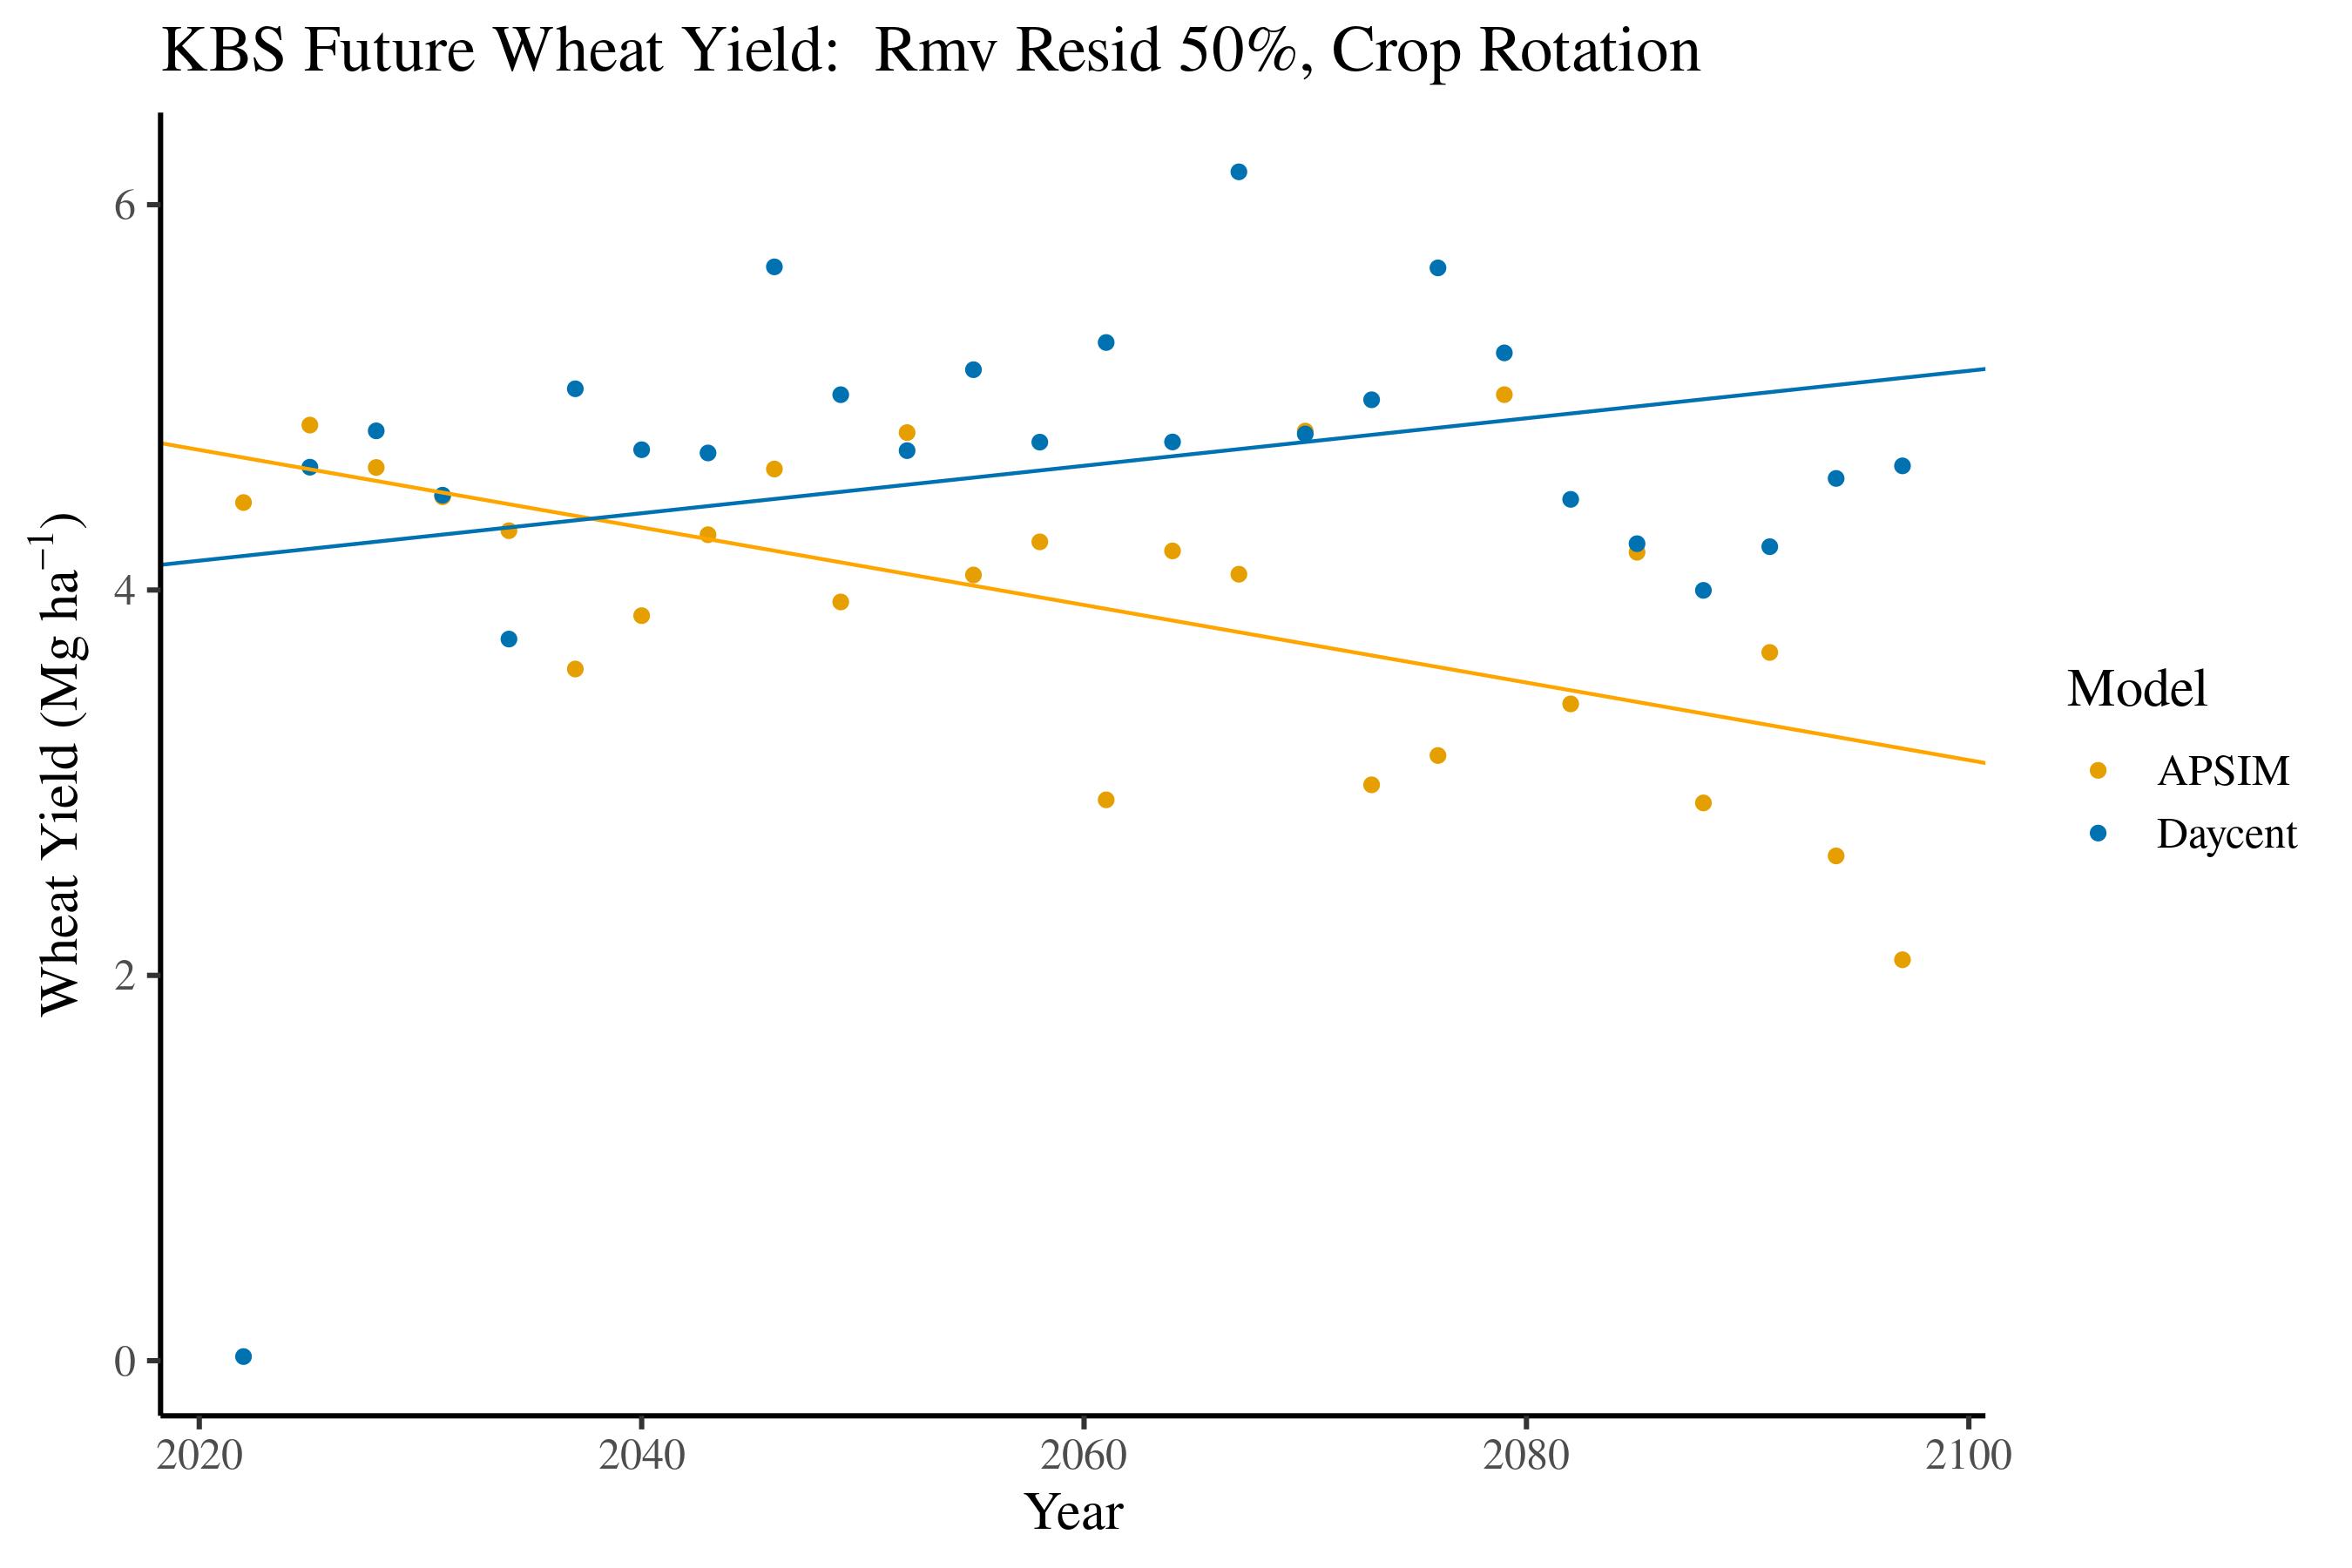 KBS Future Wheat Yield:  Rmv Resid 50%, Crop Rotation
Wheat Yield (Mg ha⁻¹)
6
4
2
0
2020 2040 2060 2080 2100
Year
Model
APSIM
Daycent